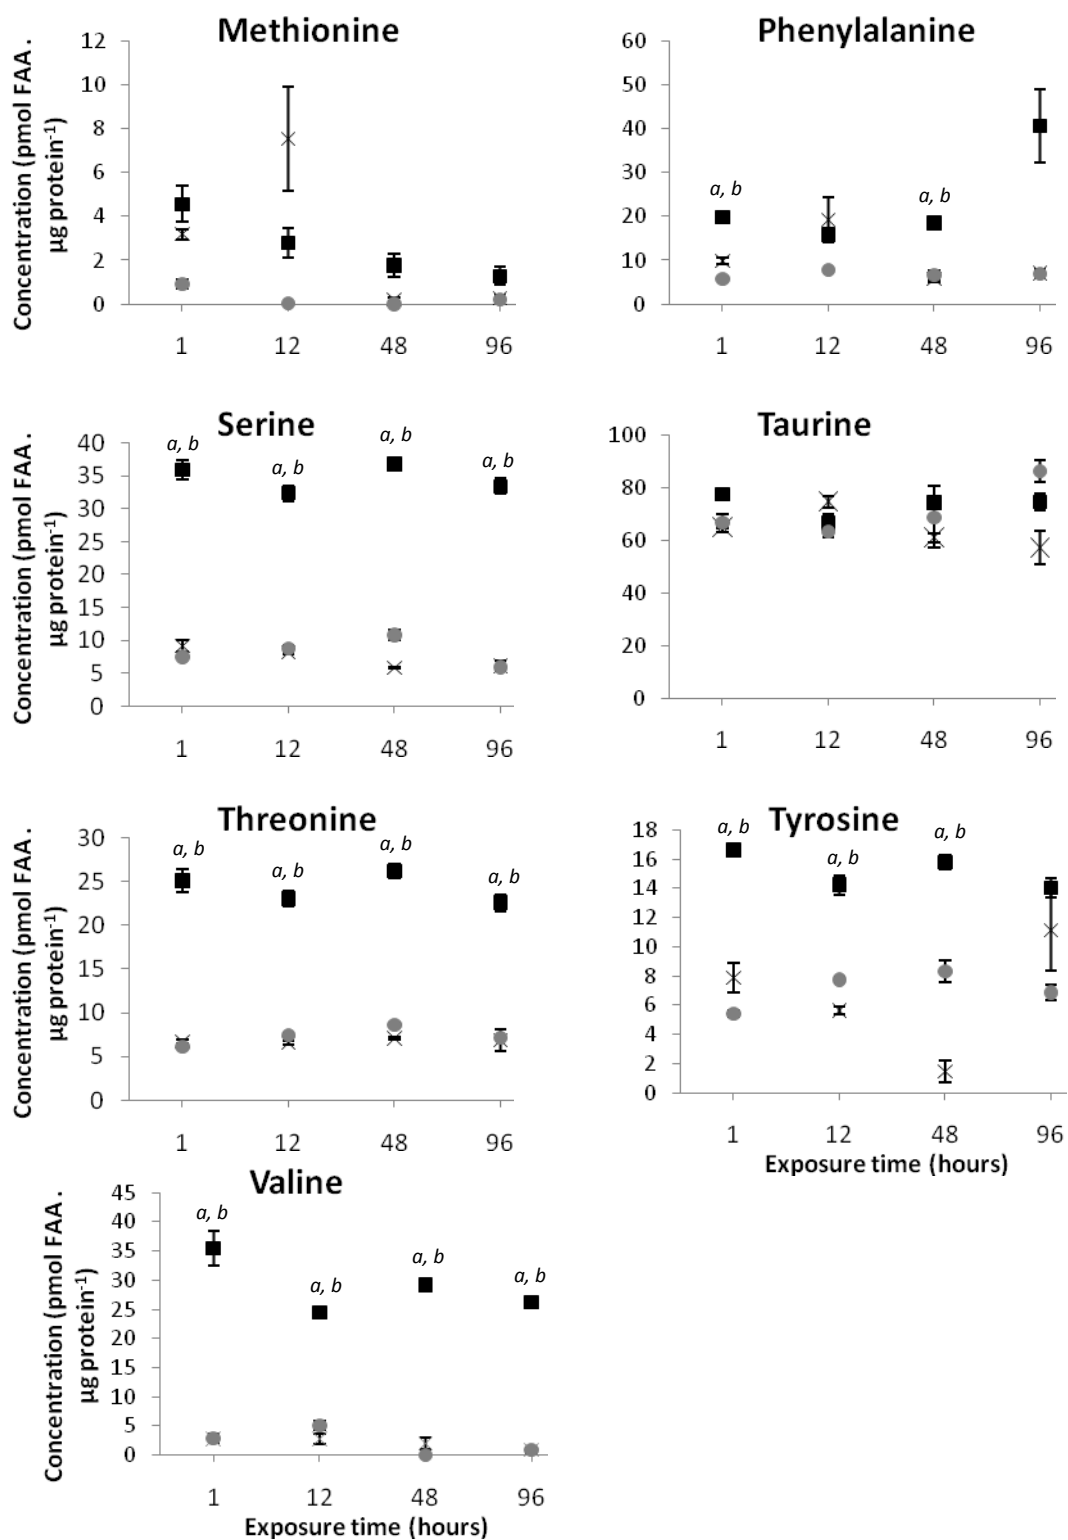 Methionine
Concentration (pmol FAA .
µg protein-1)
12
10
8
6
4
2
0
1 12 48 96
Phenylalanine
60
50
40
30
20
10
0
a, b a, b
1 12 48 96
Serine
Concentration (pmol FAA .
µg protein-1)
40
35
30
25
20
15
10
5
0
a, b a, b a, b a, b
1 12 48 96
Taurine
100
80
60
40
20
0
1 12 48 96
Threonine
Concentration (pmol FAA .
µg protein-1)
30
25
20
15
10
5
0
a, b a, b a, b a, b
1 12 48 96
Tyrosine
18
16
14
12
10
8
6
4
2
0
a, b a, b a, b
1 12 48 96
Exposure time (hours)
Valine
Concentration (pmol FAA .
µg protein-1)
45
40
35
30
25
20
15
10
5
0
a, b a, b a, b a, b
1 12 48 96
Exposure time (hours)